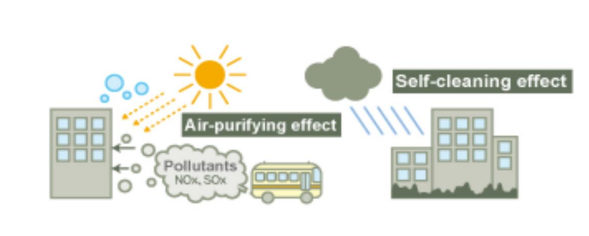 Self-cleaning effect
Air-purifying effect
Pollutants
NOx, SOx